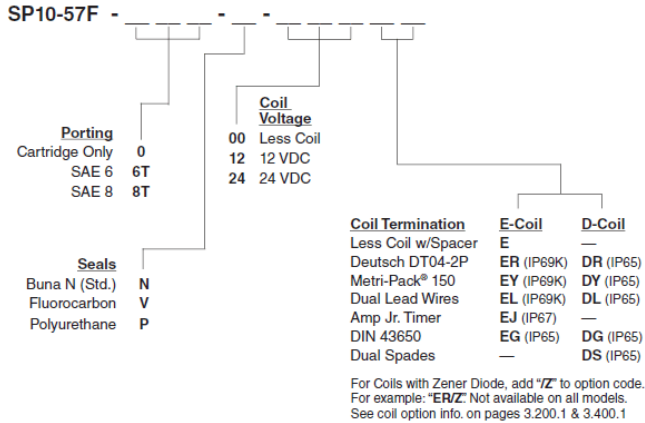 SP10-57F - __ __ __ - __ - __ __ __ __ __
Porting
Cartridge Only 0
SAE 6 6T
SAE 8 8T
Coil
Voltage
00 Less Coil
12 12 VDC
24 24 VDC
Seals
Buna N (Std.) N
Fluorocarbon V
Polyurethane P
Coil Termination E-Coil D-Coil
Less Coil w/Spacer E —
Deutsch DT04-2P ER (IP69K) DR (IP65)
Metri-Pack® 150 EY (IP69K) DY (IP65)
Dual Lead Wires EL (IP69K) DL (IP65)
Amp Jr. Timer EJ (IP67) —
DIN 43650 EG (IP65) DG (IP65)
Dual Spades — DS (IP65)
For Coils with Zener Diode, add "/Z" to option code.
For example: "ER/Z". Not available on all models.
See coil option info. on pages 3.200.1 & 3.400.1